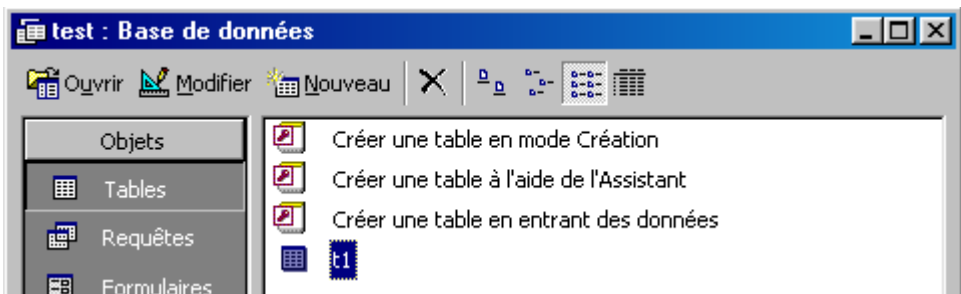 test : Base de données
Ouvrir Modifier Nouveau
Objets
Tables
Requêtes
Formulaires
Créer une table en mode Création
Créer une table à l'aide de l'Assistant
Créer une table en entrant des données
t1